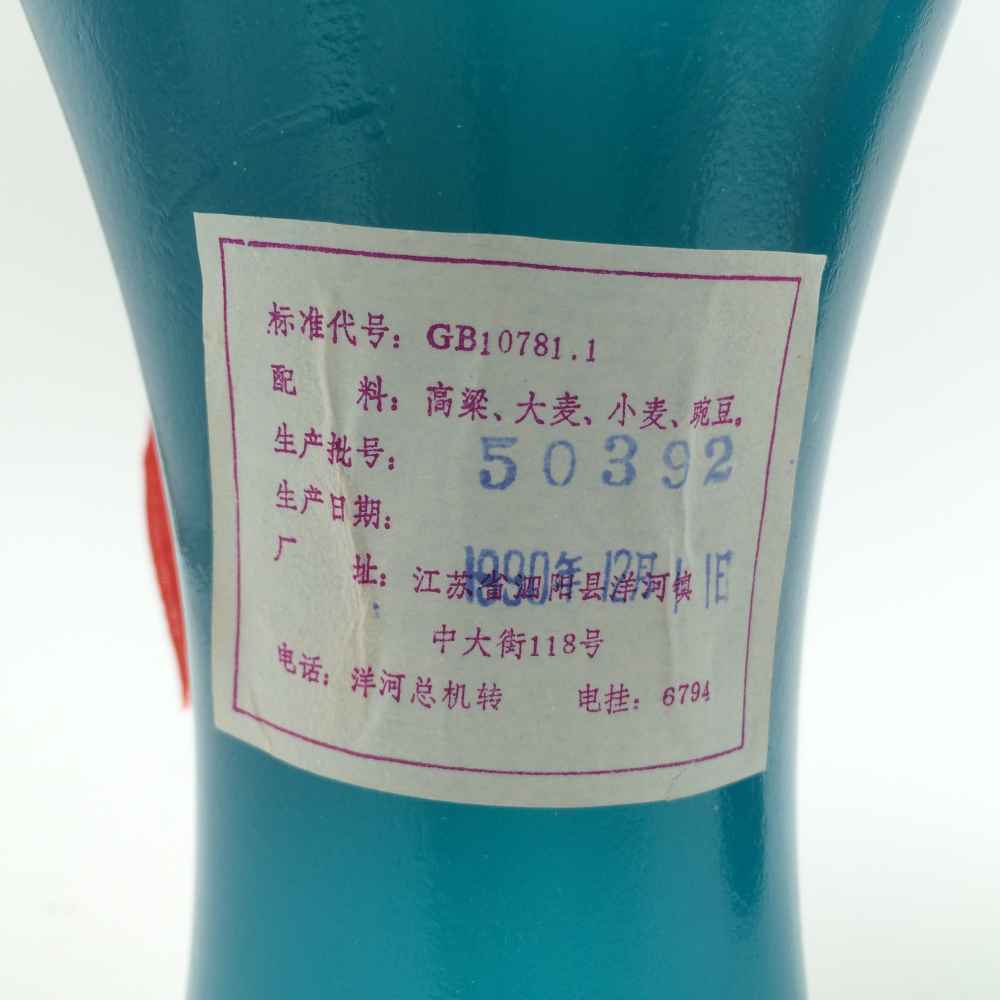 标准代号：GB10781.1
配　料：高粱、大麦、小麦、豌豆。
生产批号：50392
生产日期：
1990年12月11日
厂　址：江苏省泗阳县洋河镇
中大街118号
电话：洋河总机转　电挂：6794